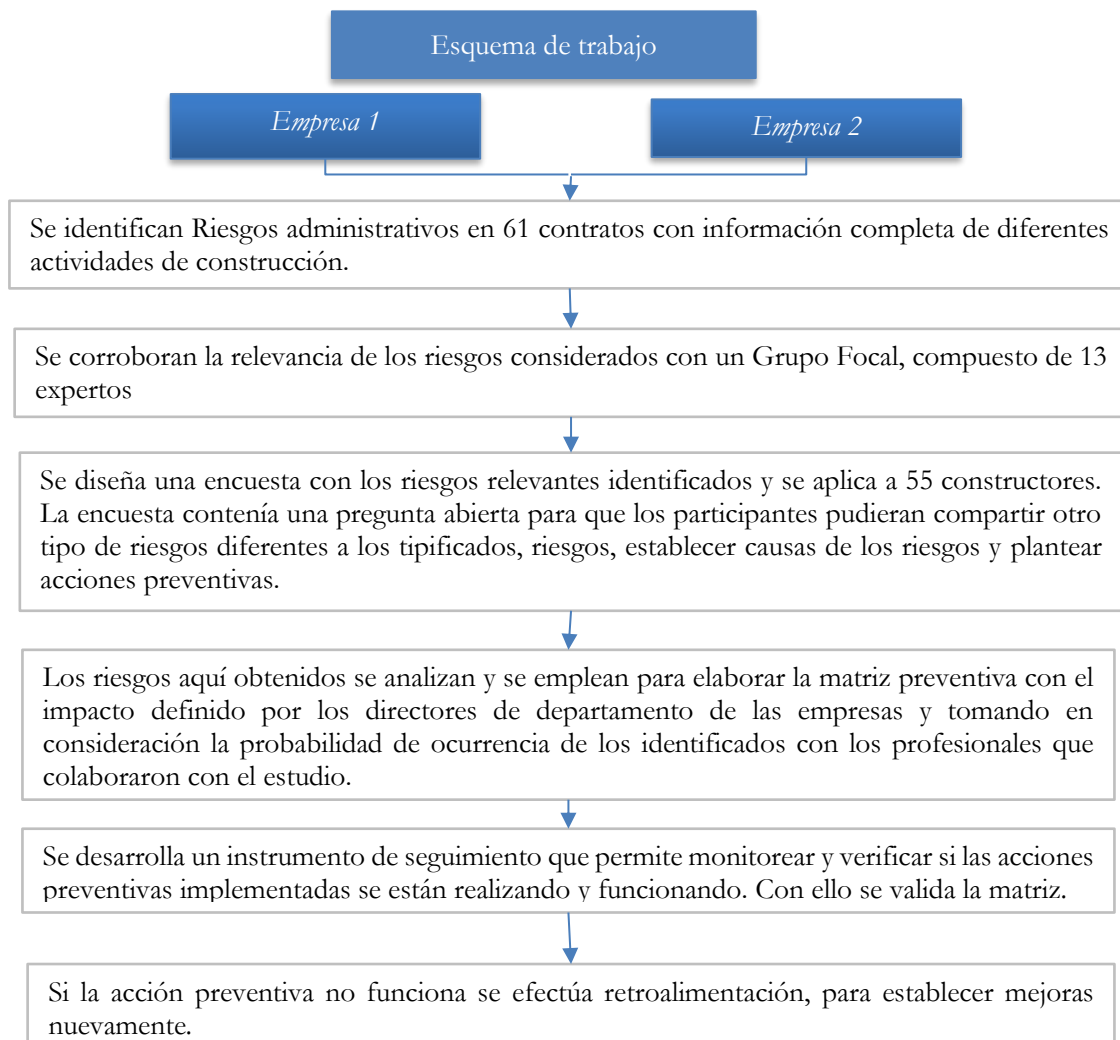 Esquema de trabajo
Empresa 1
Empresa 2
Se identifican Riesgos administrativos en 61 contratos con información completa de diferentes
actividades de construcción.
Se corroboran la relevancia de los riesgos considerados con un Grupo Focal, compuesto de 13
expertos
Se diseña una encuesta con los riesgos relevantes identificados y se aplica a 55 constructores.
La encuesta contenía una pregunta abierta para que los participantes pudieran compartir otro
tipo de riesgos diferentes a los tipificados, riesgos, establecer causas de los riesgos y plantear
acciones preventivas.
Los riesgos aquí obtenidos se analizan y se emplean para elaborar la matriz preventiva con el
impacto definido por los directores de departamento de las empresas y tomando en
consideración la probabilidad de ocurrencia de los identificados con los profesionales que
colaboraron con el estudio.
Se desarrolla un instrumento de seguimiento que permite monitorear y verificar si las acciones
preventivas implementadas se están realizando y funcionando. Con ello se valida la matriz.
Si la acción preventiva no funciona se efectúa retroalimentación, para establecer mejoras
nuevamente.